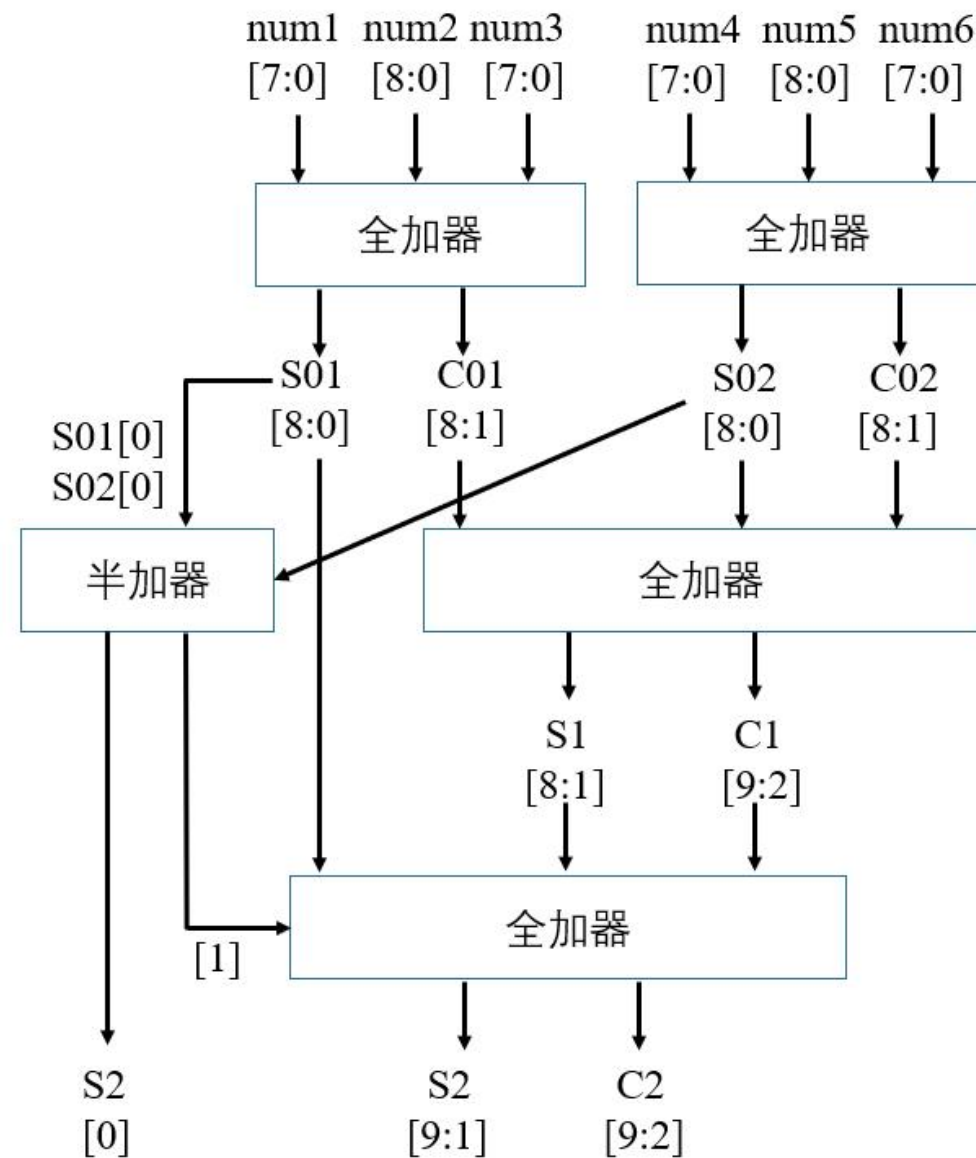 num1 num2 num3 num4 num5 num6
[7:0] [8:0] [7:0] [7:0] [8:0] [7:0]
全加器 全加器
S01 C01 S02 C02
[8:0] [8:1] [8:0] [8:1]
S01[0]
S02[0]
半加器 全加器
S1 C1
[8:1] [9:2]
全加器
[1]
S2 S2 C2
[0] [9:1] [9:2]